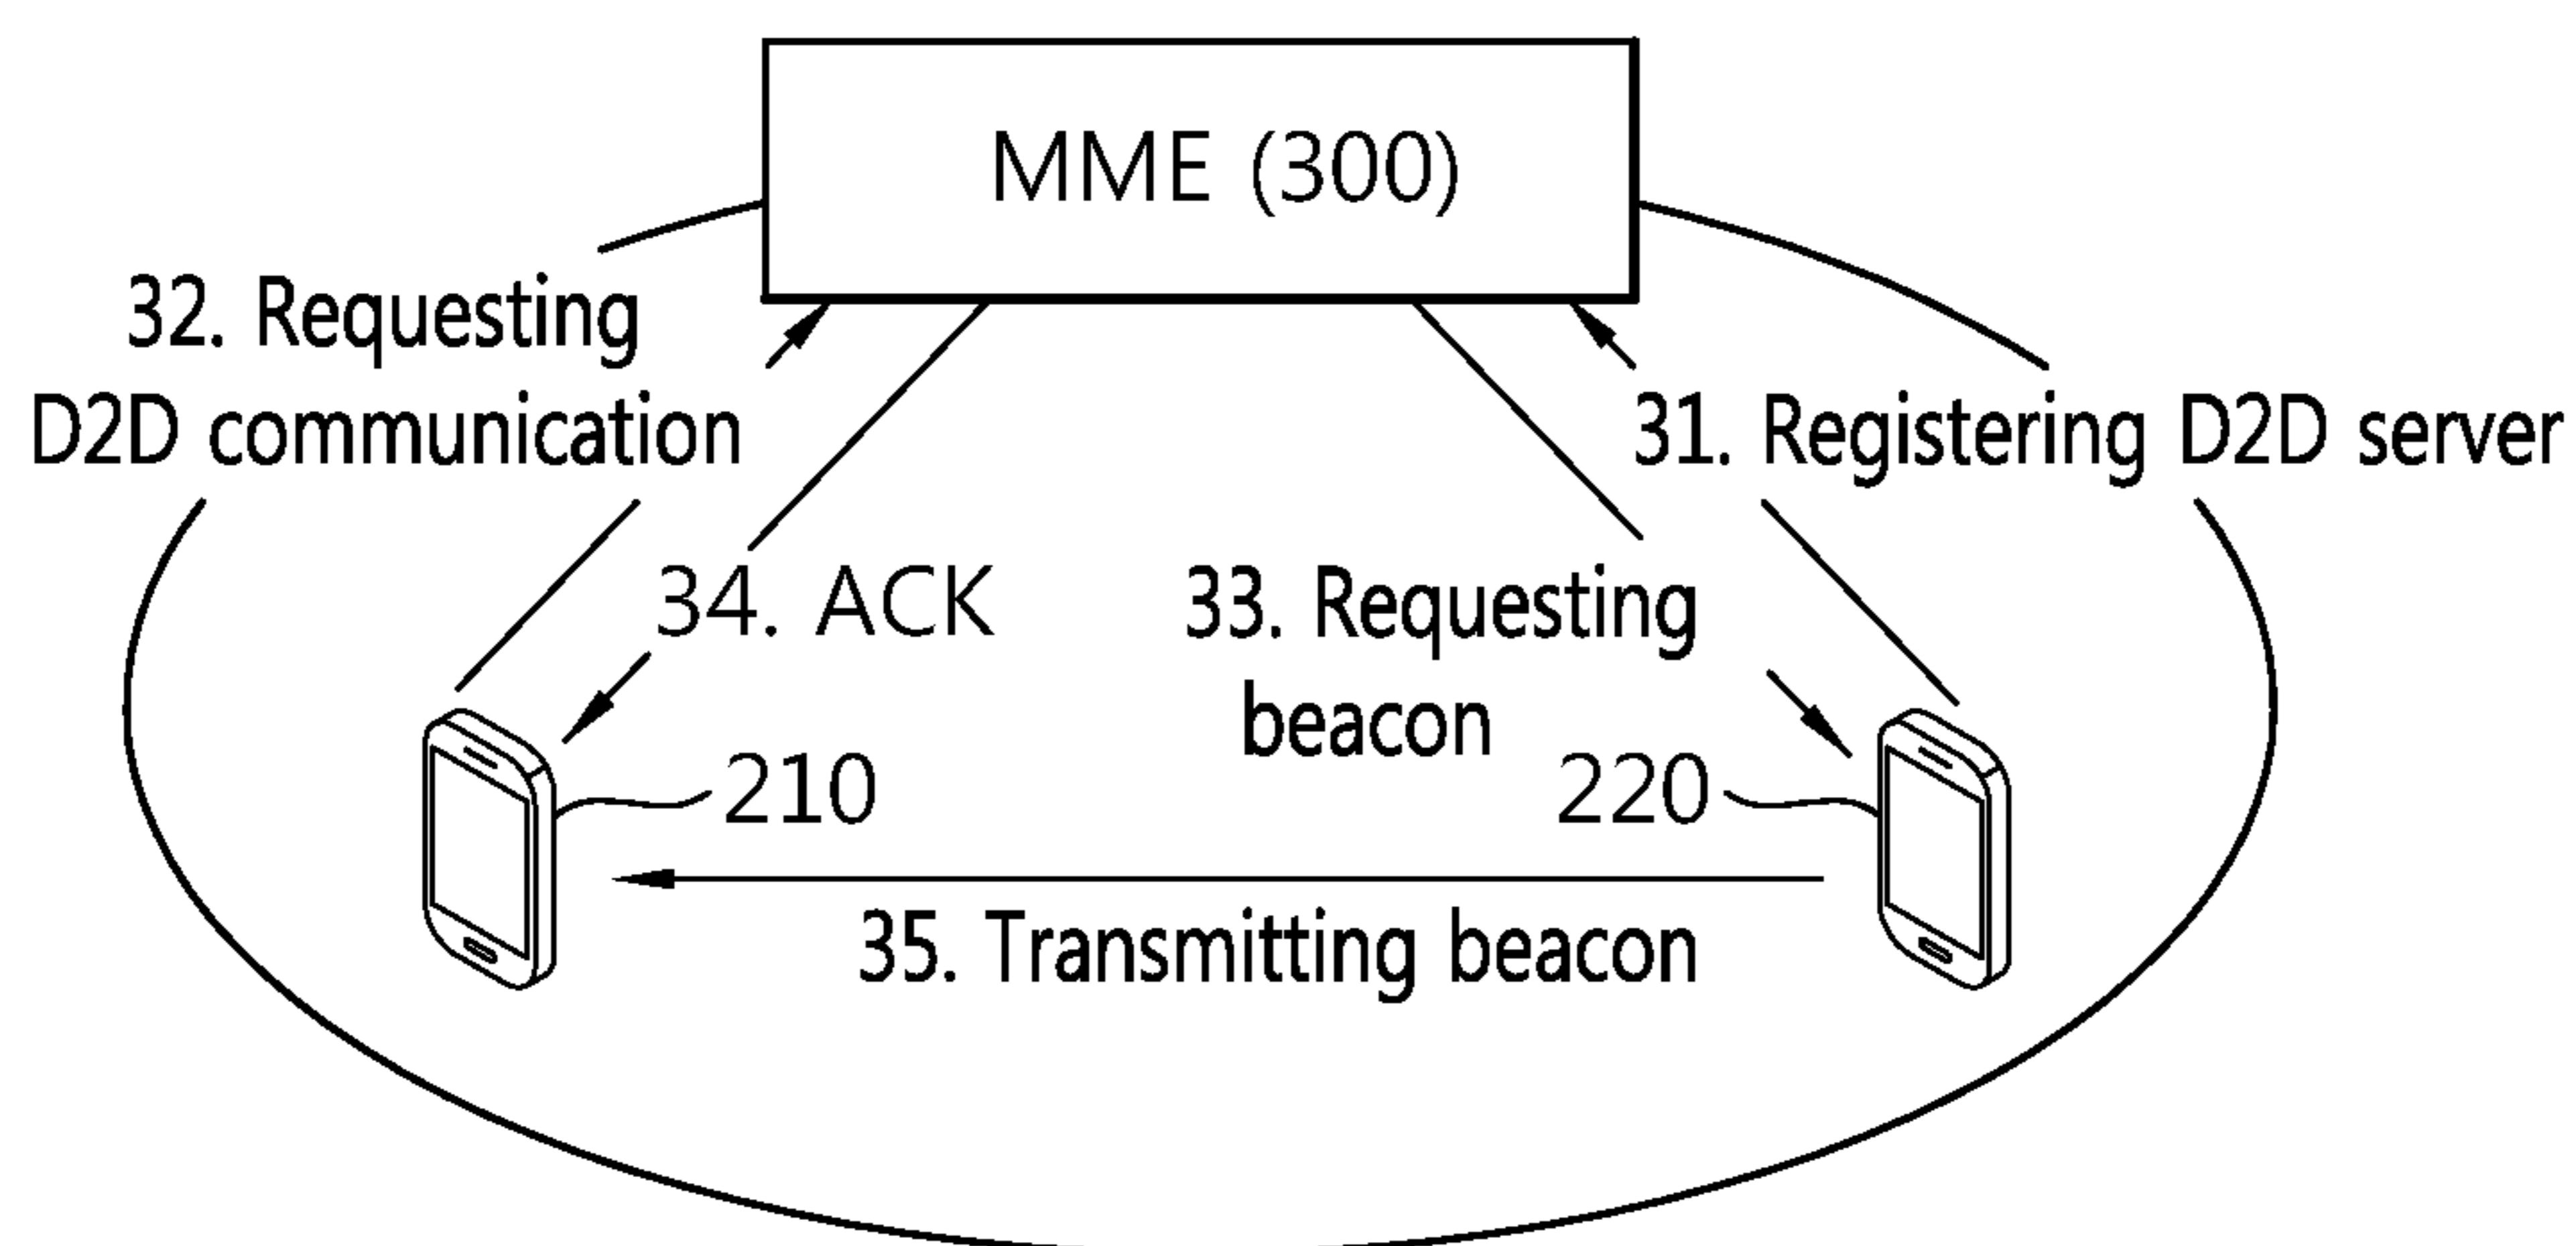 MME (300)
32. Requesting
D2D communication
31. Registering D2D server
34. ACK
33. Requesting
beacon
210
220
35. Transmitting beacon